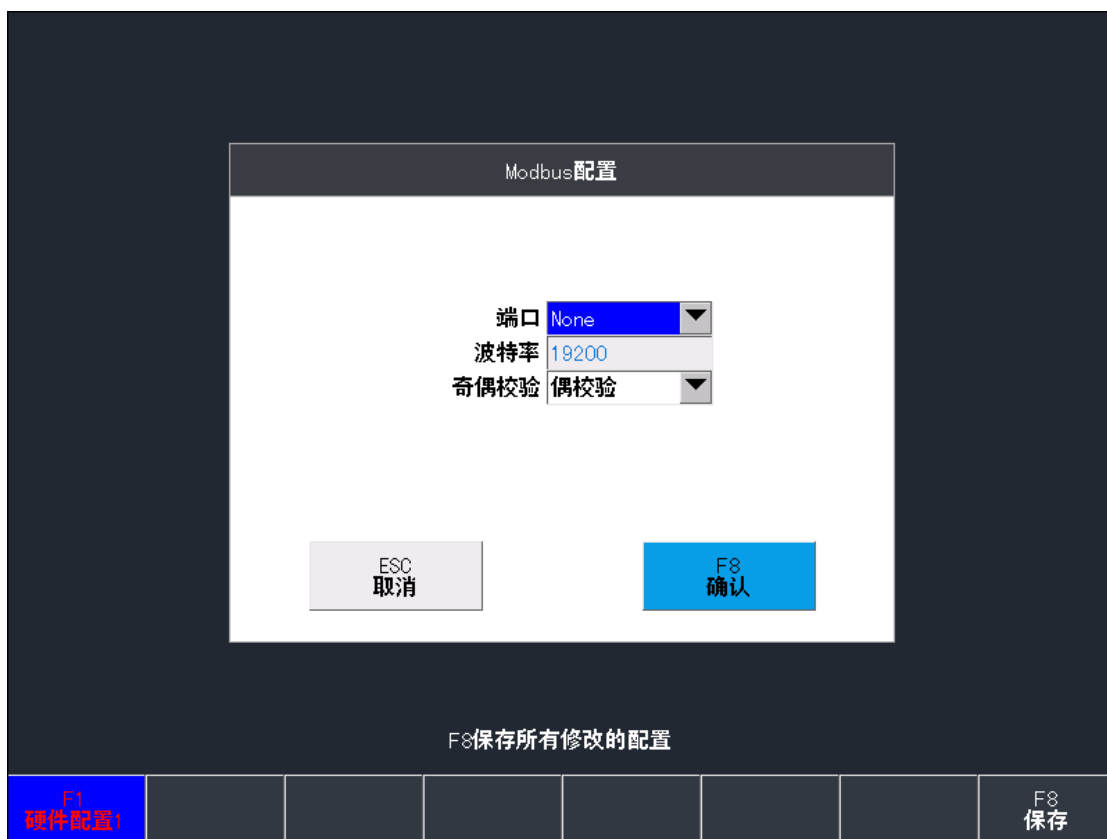 Modbus配置
端口 None
波特率 19200
奇偶校验 偶校验
ESC
取消
F8
确认
F8保存所有修改的配置
F1
硬件配置1
F8
保存